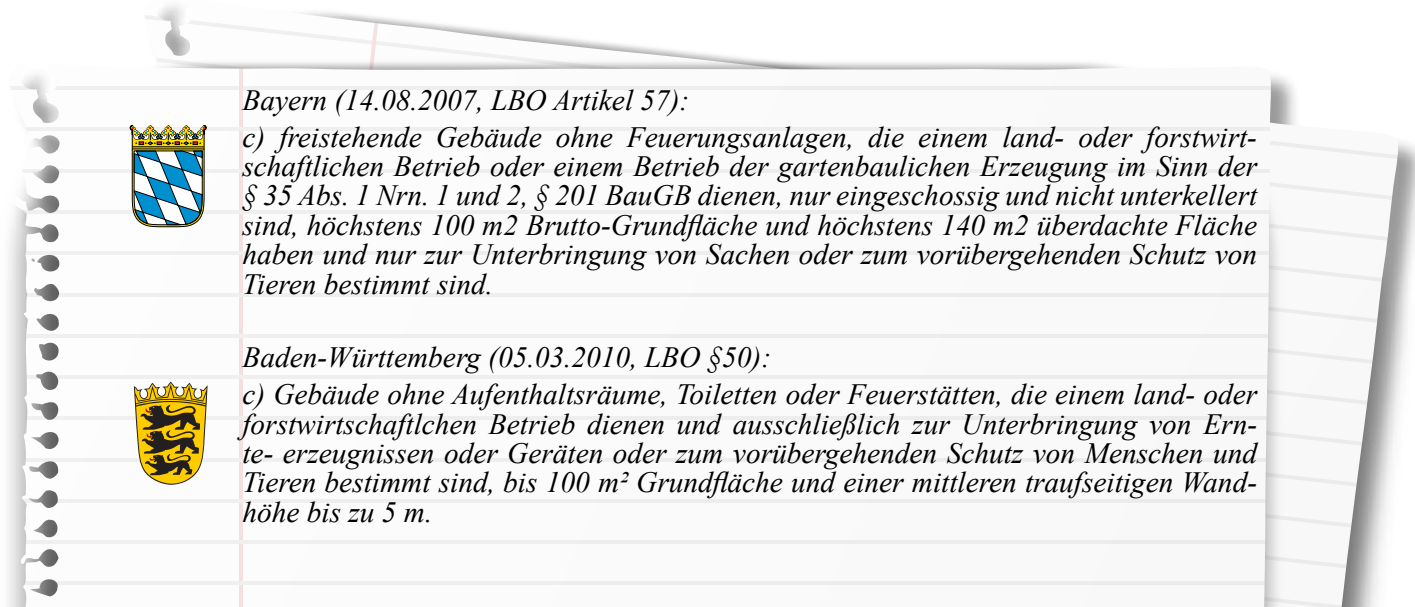 Bayern (14.08.2007, LBO Artikel 57):
c) freistehende Gebäude ohne Feuerungsanlagen, die einem land- oder forstwirt-
schaftlichen Betrieb oder einem Betrieb der gartenbaulichen Erzeugung im Sinn der
§ 35 Abs. 1 Nrn. 1 und 2, § 201 BauGB dienen, nur eingeschossig und nicht unterkellert
sind, höchstens 100 m2 Brutto-Grundfläche und höchstens 140 m2 überdachte Fläche
haben und nur zur Unterbringung von Sachen oder zum vorübergehenden Schutz von
Tieren bestimmt sind.
Baden-Württemberg (05.03.2010, LBO §50):
c) Gebäude ohne Aufenthaltsräume, Toiletten oder Feuerstätten, die einem land- oder
forstwirtschaftlchen Betrieb dienen und ausschließlich zur Unterbringung von Ern-
te- erzeugnissen oder Geräten oder zum vorübergehenden Schutz von Menschen und
Tieren bestimmt sind, bis 100 m² Grundfläche und einer mittleren traufseitigen Wand-
höhe bis zu 5 m.